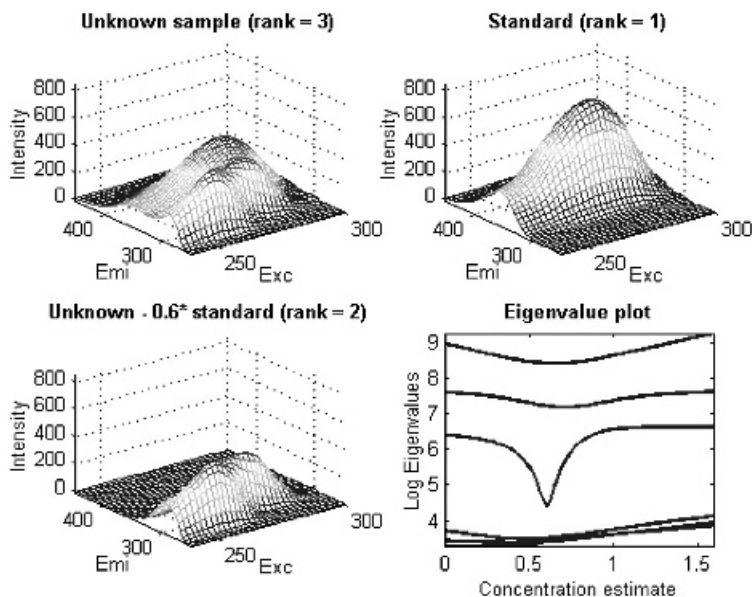 Unknown sample (rank = 3)
800
600
400
200
0
Intensity
400
300
Emi
250
Exc
300
Standard (rank = 1)
800
600
400
200
0
Intensity
400
300
Emi
250
Exc
300
Unknown - 0.6* standard (rank = 2)
800
600
400
200
0
Intensity
400
300
Emi
250
Exc
300
Eigenvalue plot
9
8
7
6
5
4
Log Eigenvalues
0 0.5 1 1.5
Concentration estimate